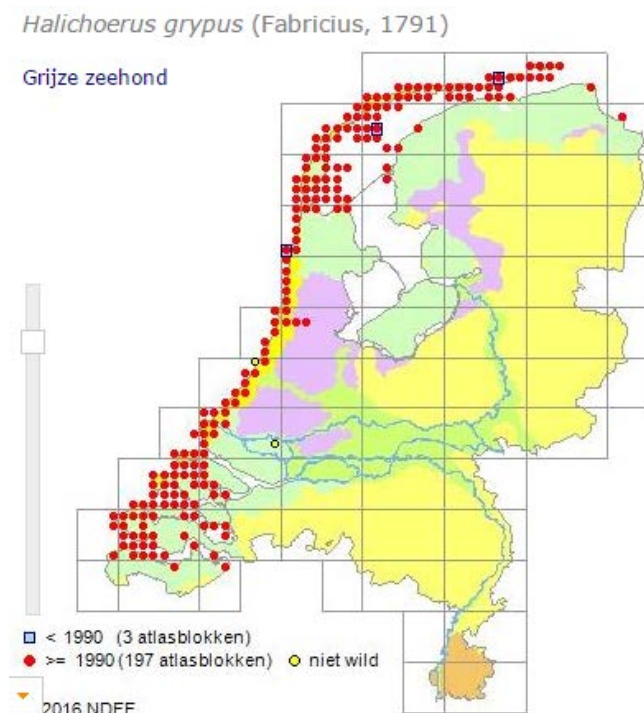 Halichoerus grypus (Fabricius, 1791)
Grijze zeehond
< 1990 (3 atlasblokken)
>= 1990 (197 atlasblokken) niet wild
2016 NDFF